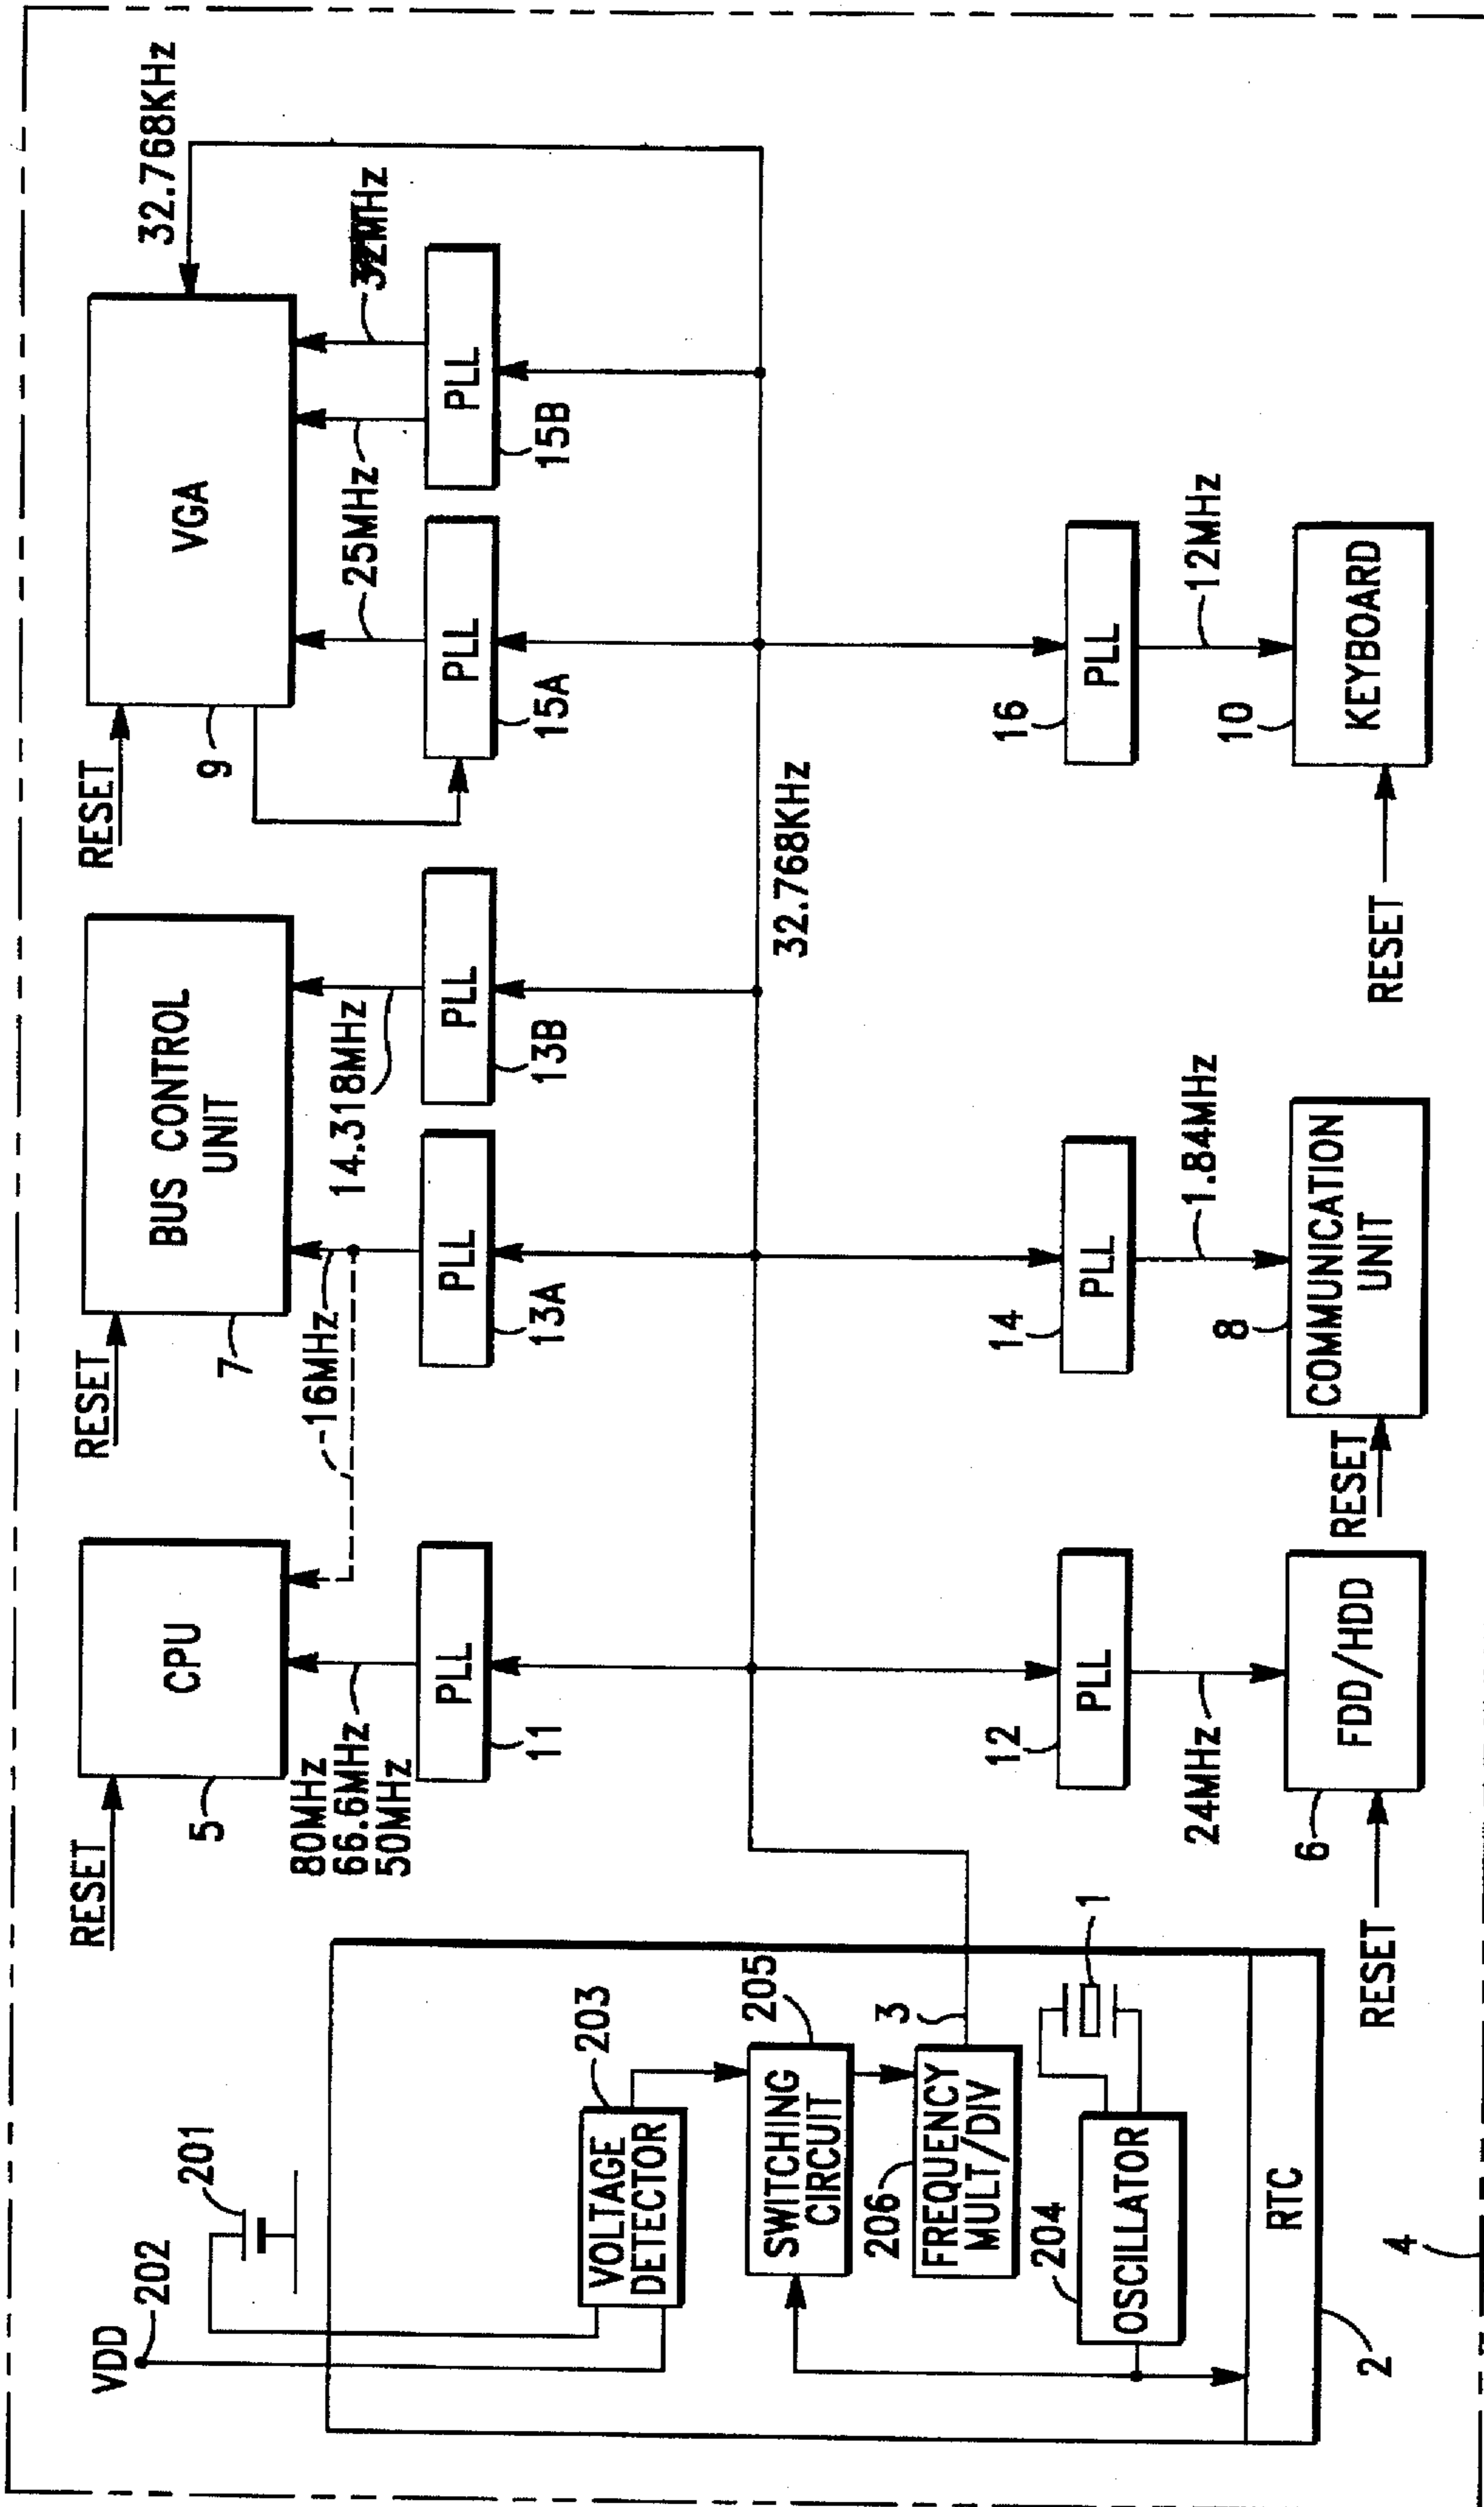 VDD
202
201
RESET
5
CPU
80MHz
66.6MHz
50MHz
PLL
11
RESET
7
BUS CONTROL
UNIT
16MHz
14.318MHz
PLL
13A
PLL
13B
RESET
9
VGA
32.768KHz
25MHz
32MHz
PLL
15A
PLL
15B
32.768KHz
VOLTAGE
DETECTOR
203
SWITCHING
CIRCUIT
205
206
FREQUENCY
MULT/DIV
3
204
OSCILLATOR
1
RTC
2
4
12
PLL
24MHz
6
FDD/HDD
RESET
14
PLL
1.84MHz
8
COMMUNICATION
UNIT
RESET
16
PLL
12MHz
10
KEYBOARD
RESET